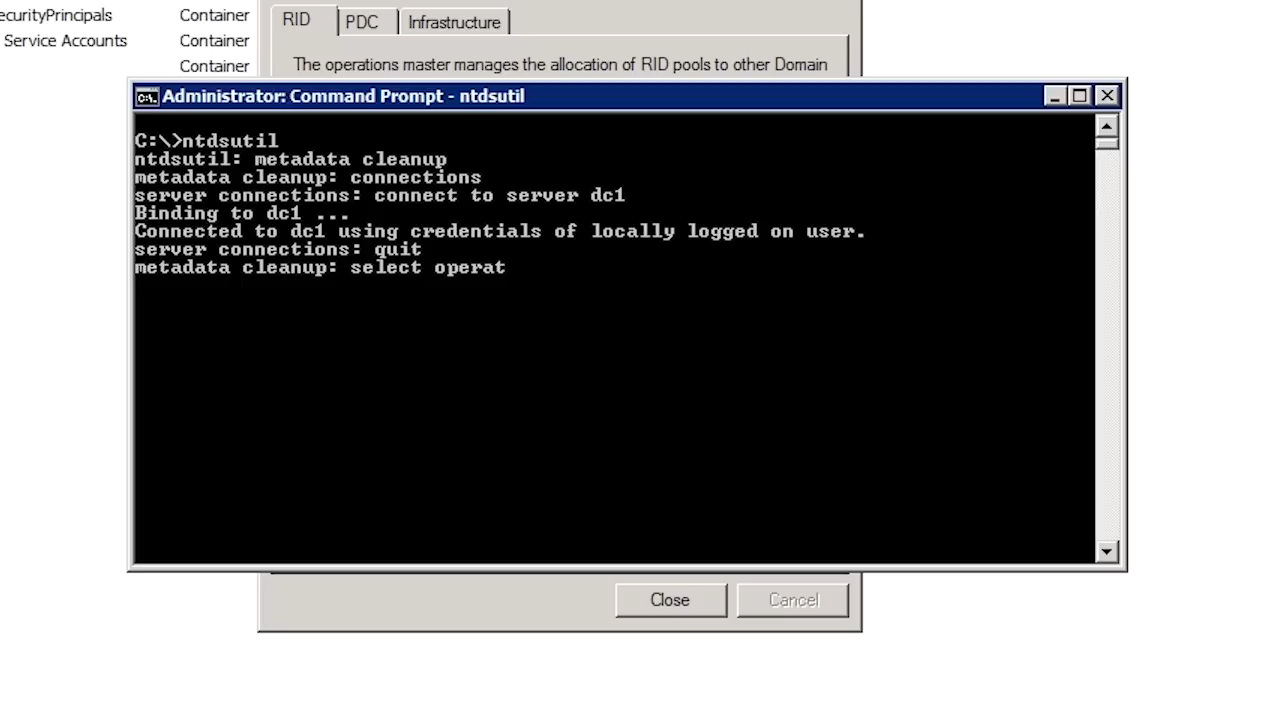 ecurityPrincipals Container
Service Accounts Container
Container
RID PDC Infrastructure
The operations master manages the allocation of RID pools to other Domain
Administrator: Command Prompt - ntdsutil
C:\>ntdsutil
ntdsutil: metadata cleanup
metadata cleanup: connections
server connections: connect to server dc1
Binding to dc1 ...
Connected to dc1 using credentials of locally logged on user.
server connections: quit
metadata cleanup: select operat
Close Cancel